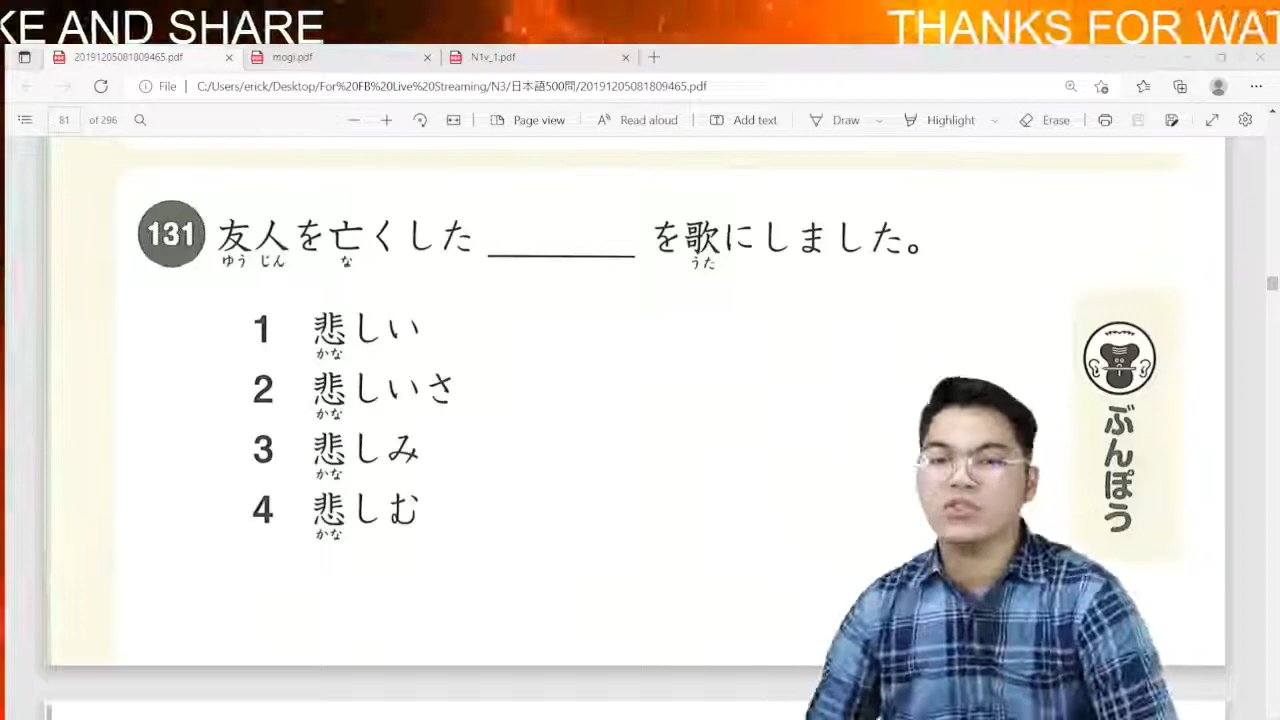 KE AND SHARE
THANKS FOR WAT
20191205081809465.pdf
mogi.pdf
N1v_1.pdf
File
C:/Users/erick/Desktop/For%20FB%20Live%20Streaming/N3/日本語500問/20191205081809465.pdf
81 of 296
Page view
Read aloud
Add text
Draw
Highlight
Erase
131 友人を亡くした ________ を歌にしました。
ゆう じん な うた
1 悲しい
かな
2 悲しいさ
かな
3 悲しみ
かな
4 悲しむ
かな
ぶんぽう